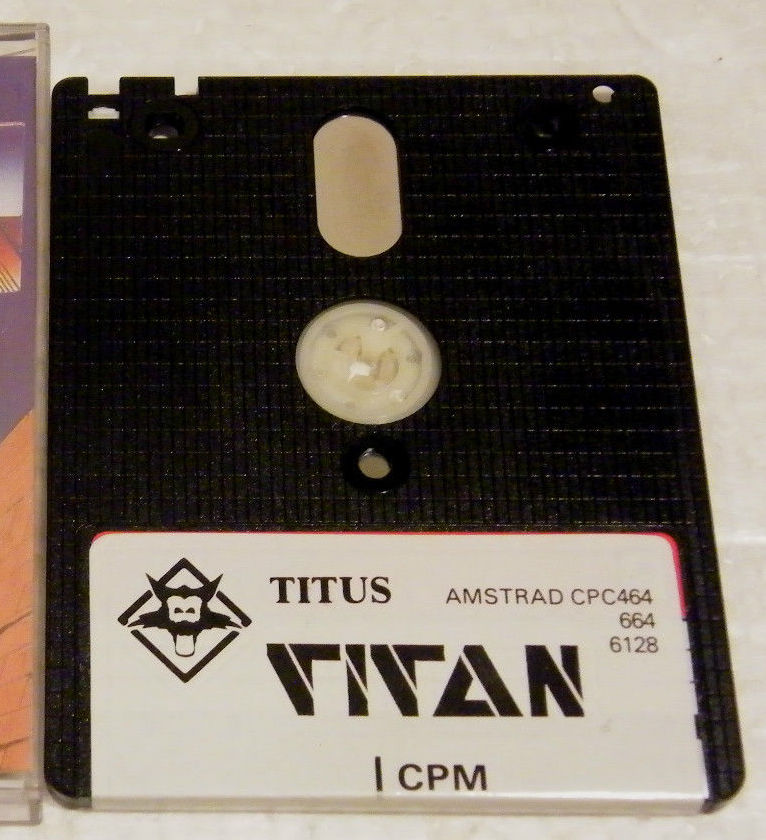 TITUS
AMSTRAD CPC464
664
6128
TITAN
| CPM